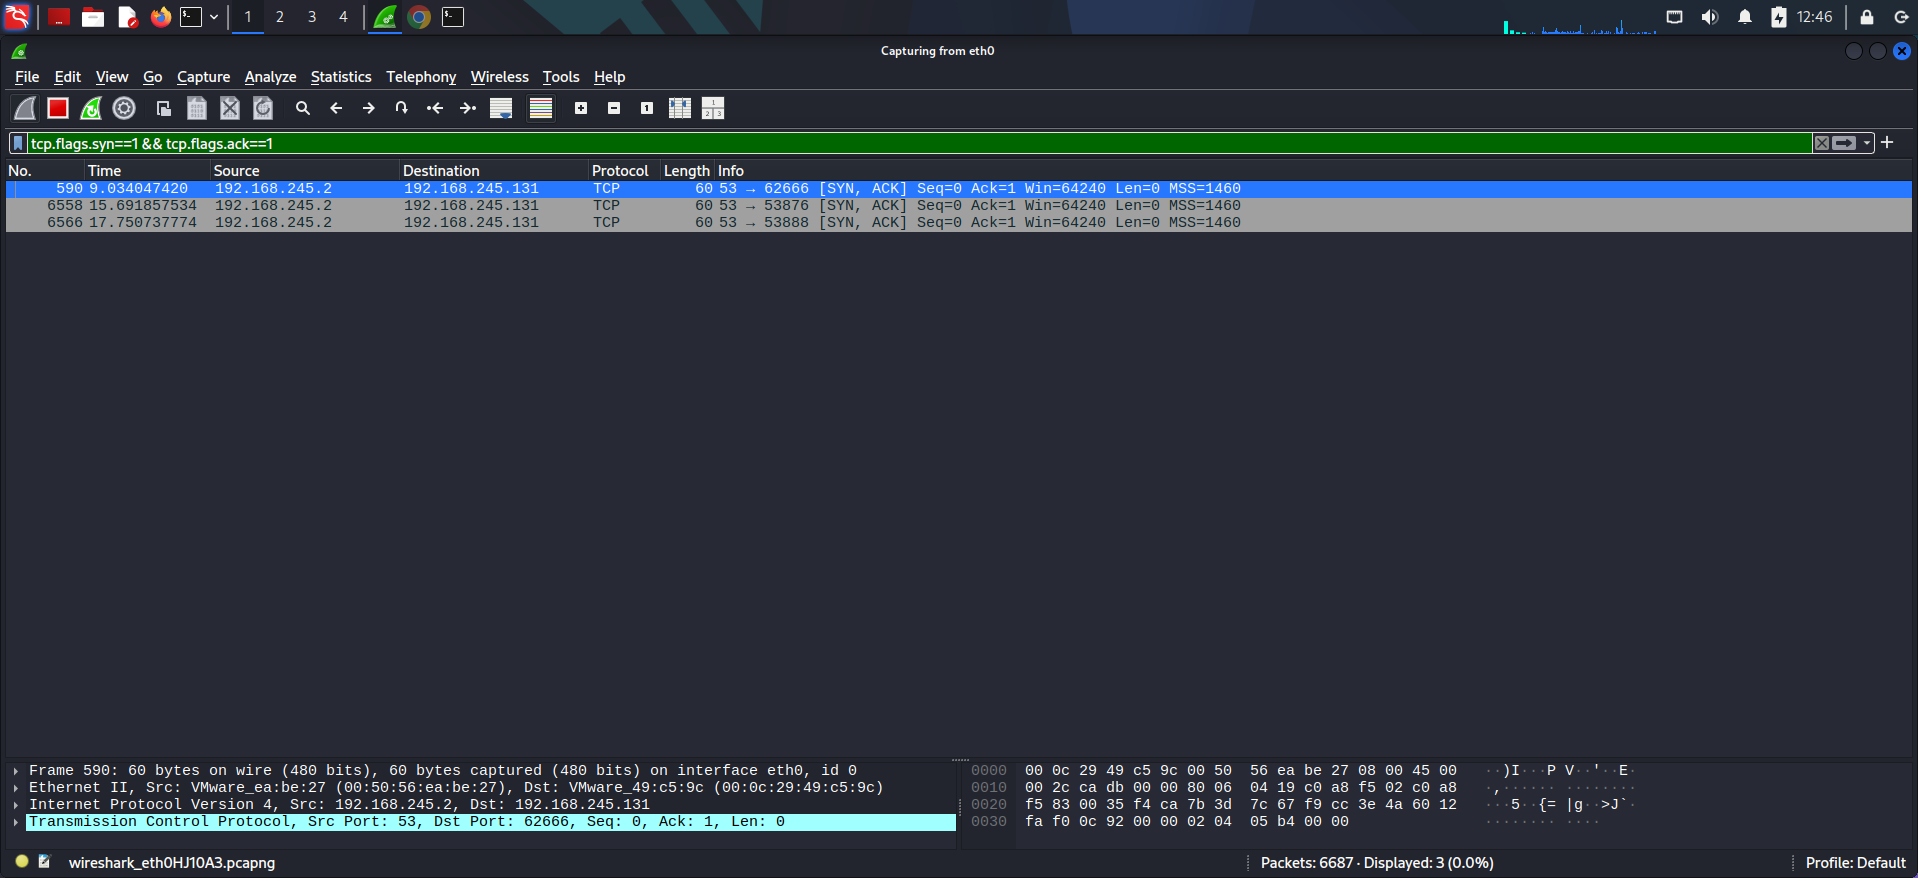 1 2 3 4 12:46
Capturing from eth0
File Edit View Go Capture Analyze Statistics Telephony Wireless Tools Help
tcp.flags.syn==1 && tcp.flags.ack==1
No. Time Source Destination Protocol Length Info
590 9.034047420 192.168.245.2 192.168.245.131 TCP 60 53 → 62666 [SYN, ACK] Seq=0 Ack=1 Win=64240 Len=0 MSS=1460
6558 15.691857534 192.168.245.2 192.168.245.131 TCP 60 53 → 53876 [SYN, ACK] Seq=0 Ack=1 Win=64240 Len=0 MSS=1460
6566 17.750737774 192.168.245.2 192.168.245.131 TCP 60 53 → 53888 [SYN, ACK] Seq=0 Ack=1 Win=64240 Len=0 MSS=1460
Frame 590: 60 bytes on wire (480 bits), 60 bytes captured (480 bits) on interface eth0, id 0
Ethernet II, Src: VMware_ea:be:27 (00:50:56:ea:be:27), Dst: VMware_49:c5:9c (00:0c:29:49:c5:9c)
Internet Protocol Version 4, Src: 192.168.245.2, Dst: 192.168.245.131
Transmission Control Protocol, Src Port: 53, Dst Port: 62666, Seq: 0, Ack: 1, Len: 0
0000 00 0c 29 49 c5 9c 00 50 56 ea be 27 08 00 45 00 ··)I···P V··'··E·
0010 00 2c ca db 00 00 80 06 04 19 c0 a8 f5 02 c0 a8 ·,······ ········
0020 f5 83 00 35 f4 ca 7b 3d 7c 67 f9 cc 3e 4a 60 12 ···5··{= |g··>J`·
0030 fa f0 0c 92 00 00 02 04 05 b4 00 00 ········ ····
wireshark_eth0HJ10A3.pcapng Packets: 6687 · Displayed: 3 (0.0%) Profile: Default